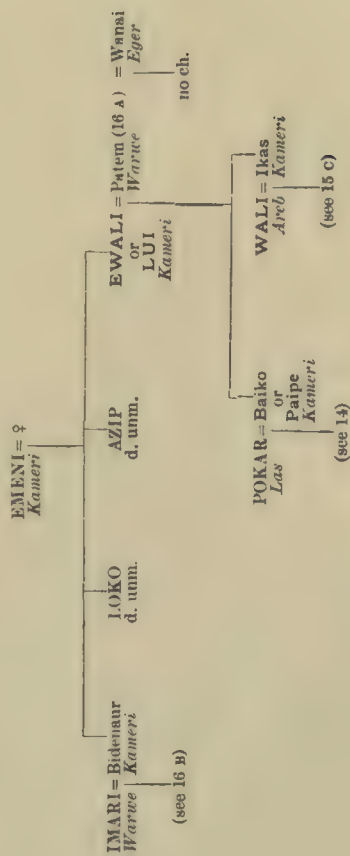 EMENI = ♀
Kameri
IMARI = Bidenaur
Warwe Kameri
(see 16 B)
LOKO
d. unm.
AZIP
d. unm.
EWALI = Patem (16 A) = Wanai
or Warwe Eger
LUI
Kameri
no ch.
POKAR = Baiko
Las or
Paipe
Kameri
(see 14)
WALI = Ikas
Areb Kameri
(see 15 C)